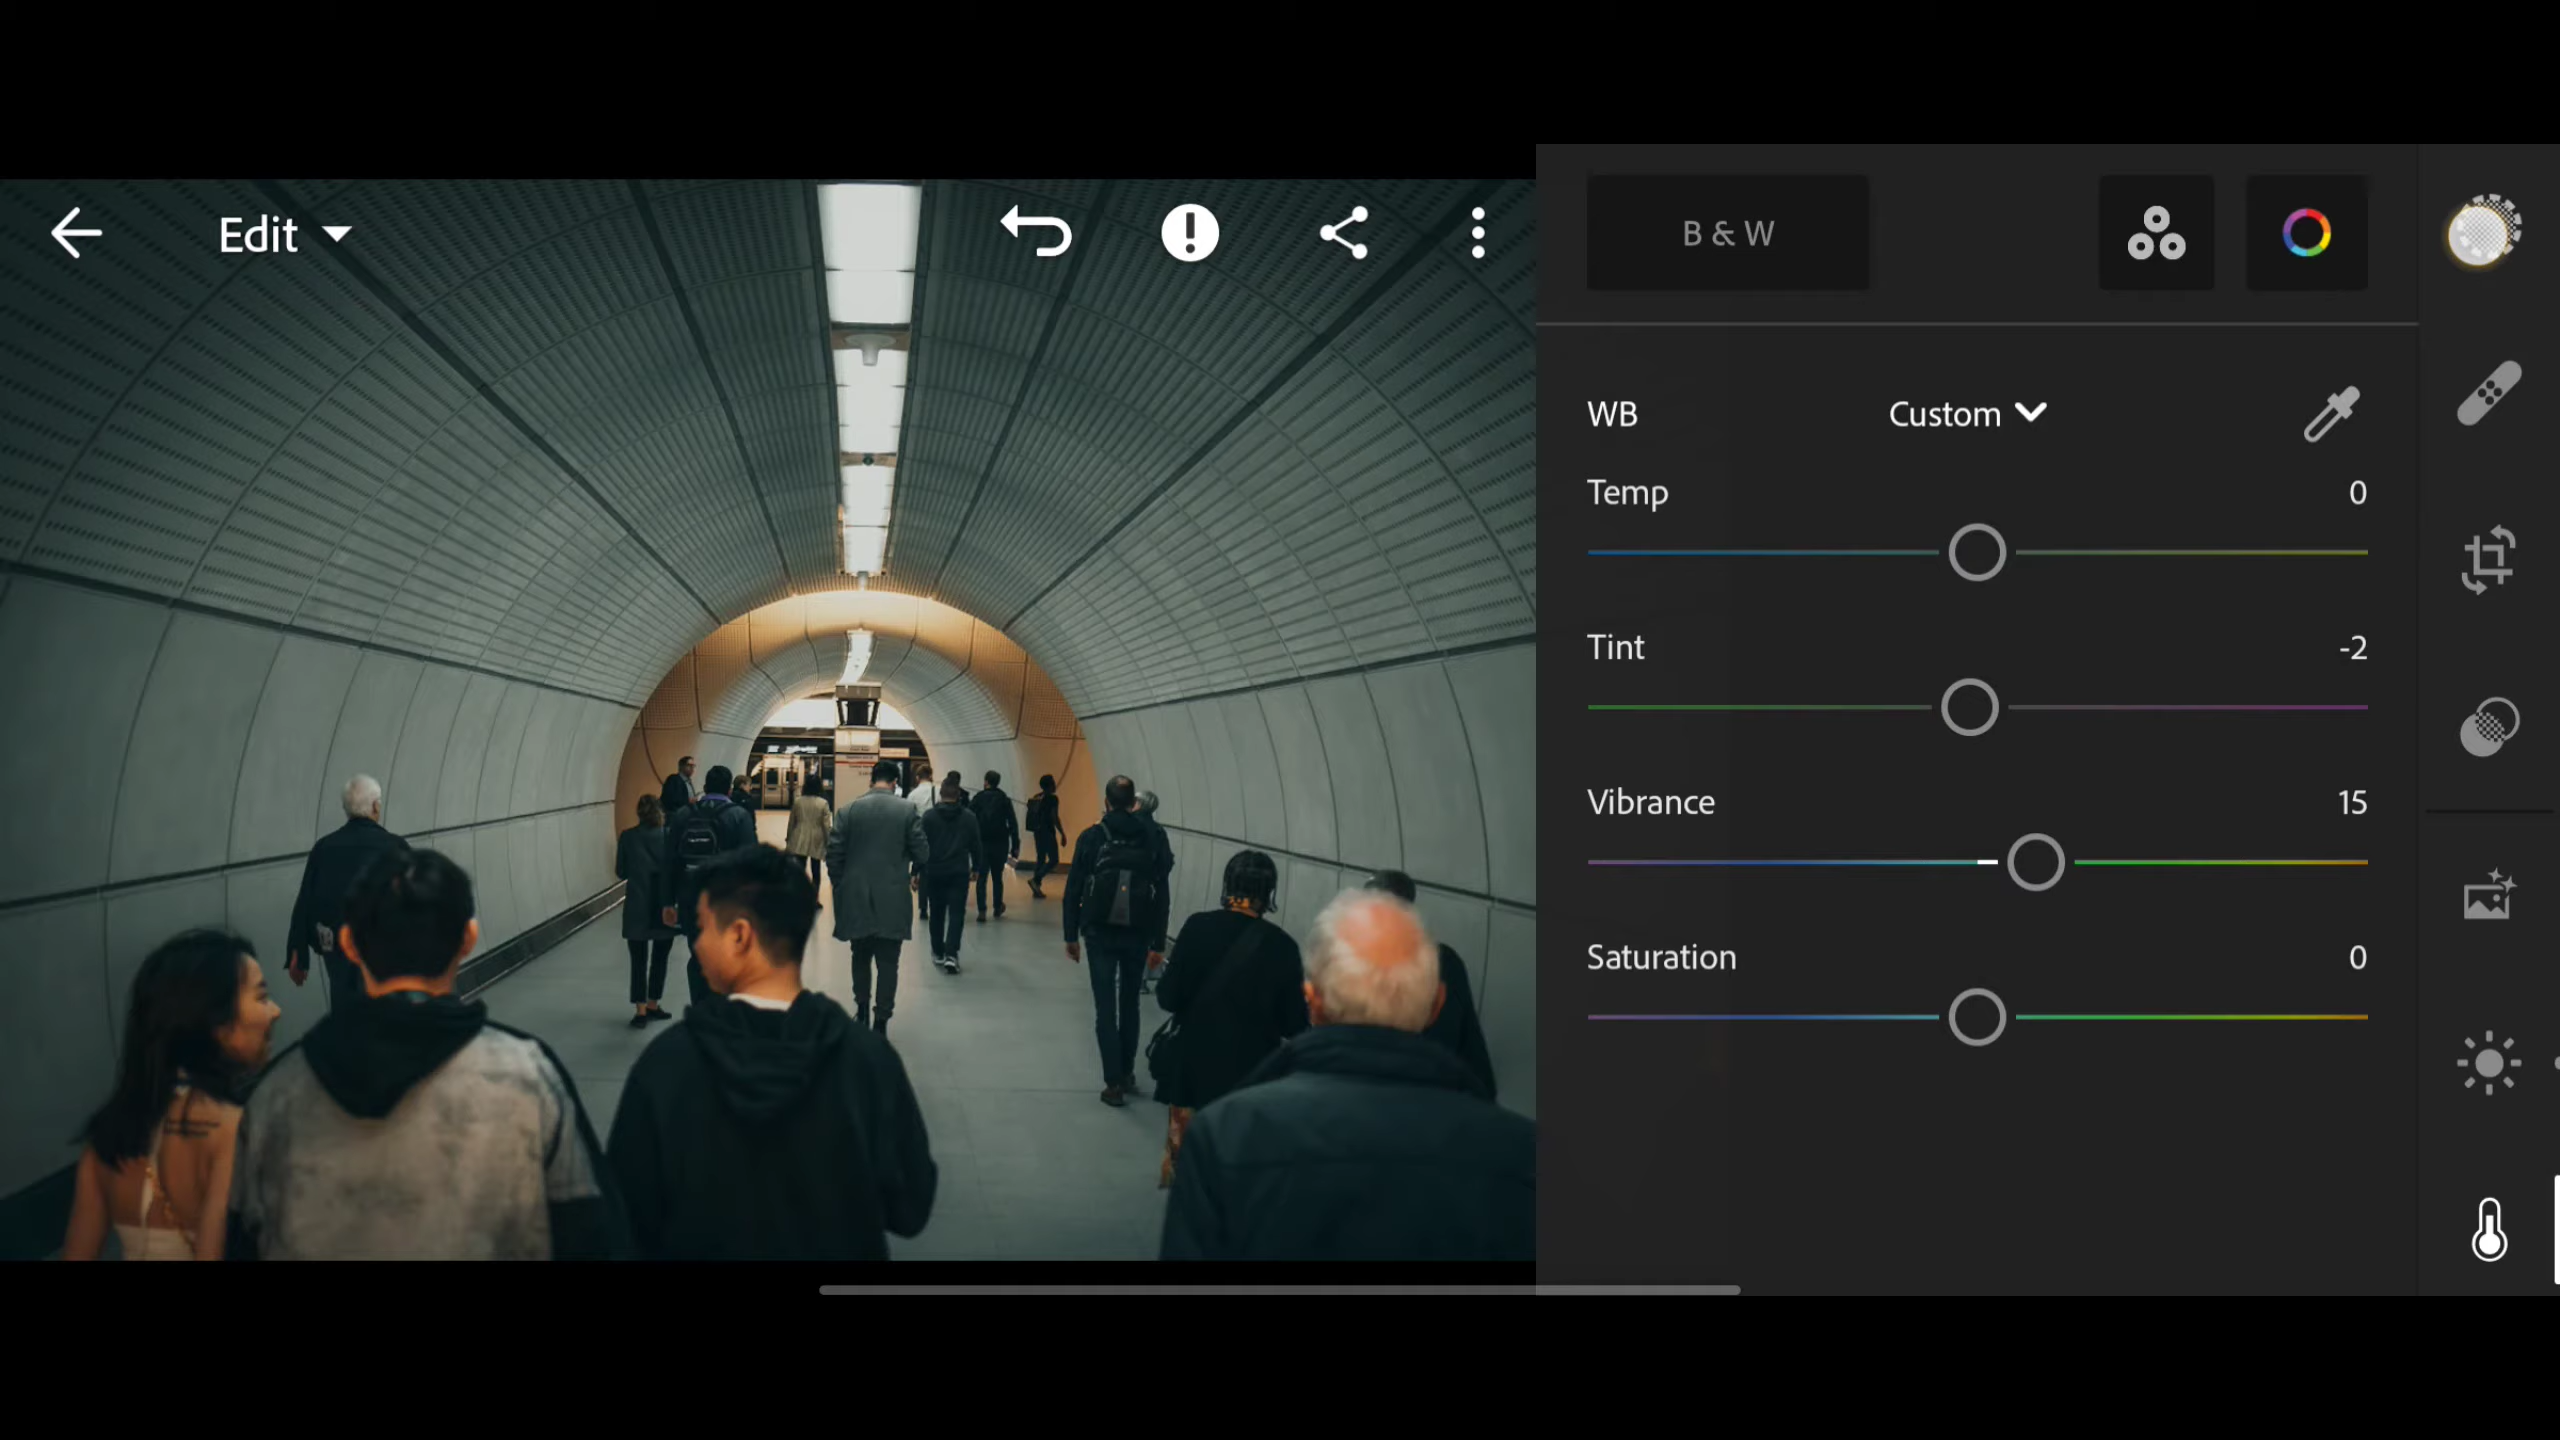 Edit
B & W
WB Custom
Temp 0
Tint -2
Vibrance 15
Saturation 0